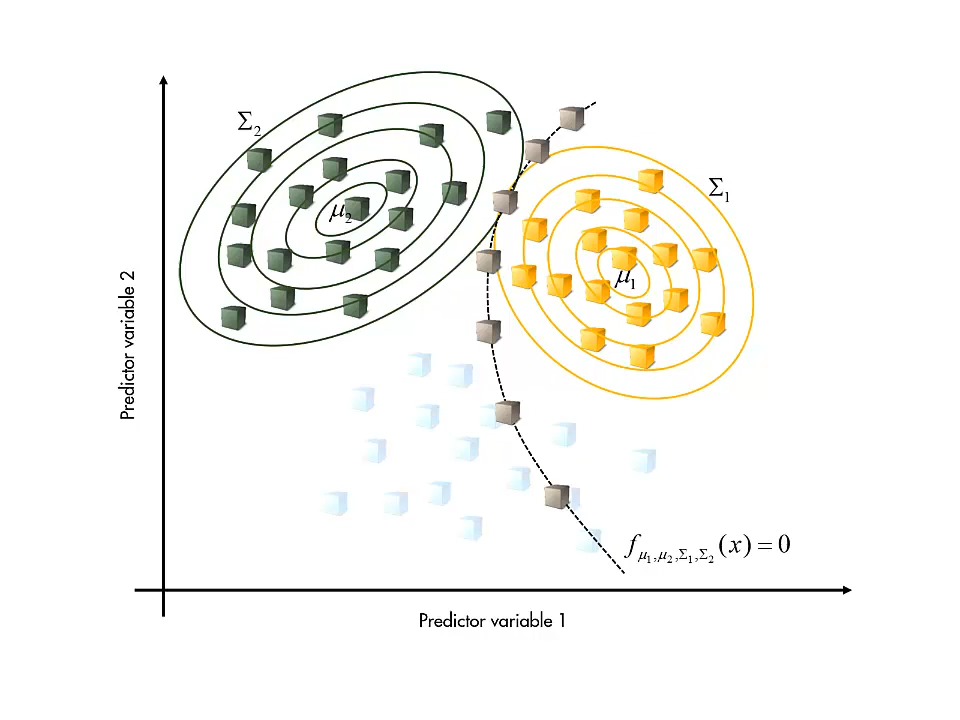 Σ₂
Σ₁
μ₂
μ₁
Predictor variable 2
f_{μ₁,μ₂,Σ₁,Σ₂}(x) = 0
Predictor variable 1